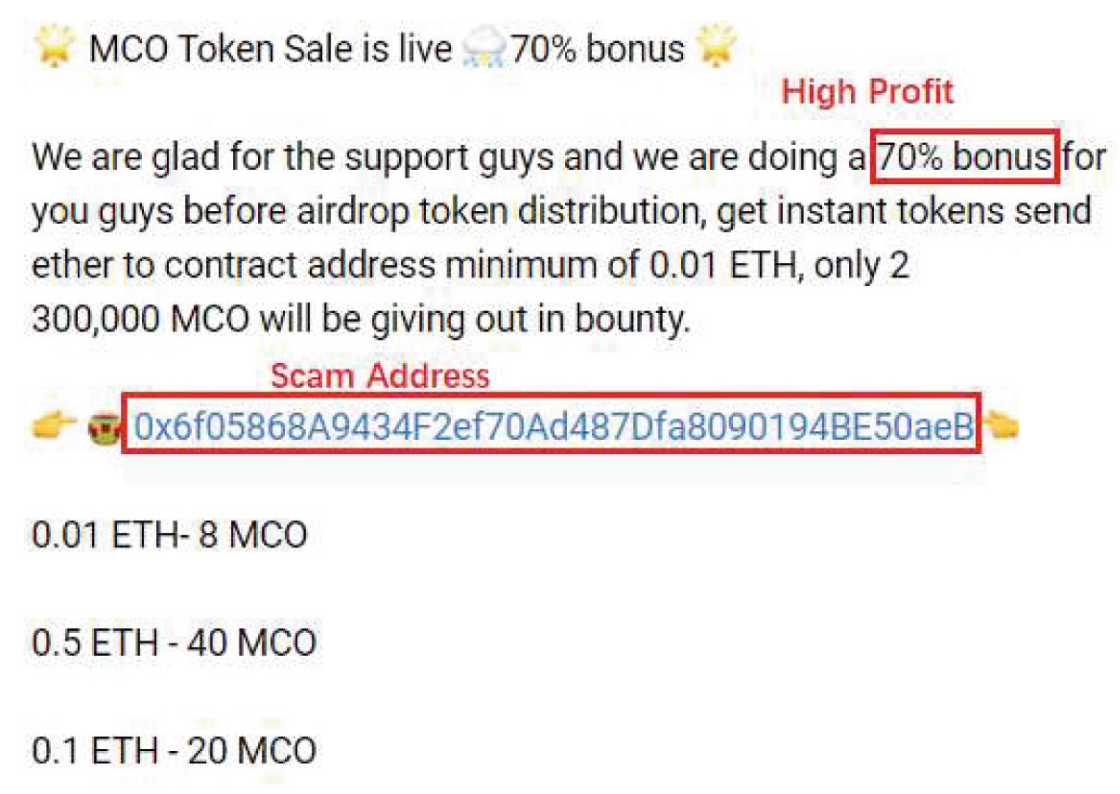 🌟 MCO Token Sale is live 🌧️70% bonus 🌟
High Profit
We are glad for the support guys and we are doing a 70% bonus for
you guys before airdrop token distribution, get instant tokens send
ether to contract address minimum of 0.01 ETH, only 2
300,000 MCO will be giving out in bounty.
Scam Address
0x6f05868A9434F2ef70Ad487Dfa8090194BE50aeB
0.01 ETH- 8 MCO
0.5 ETH - 40 MCO
0.1 ETH - 20 MCO